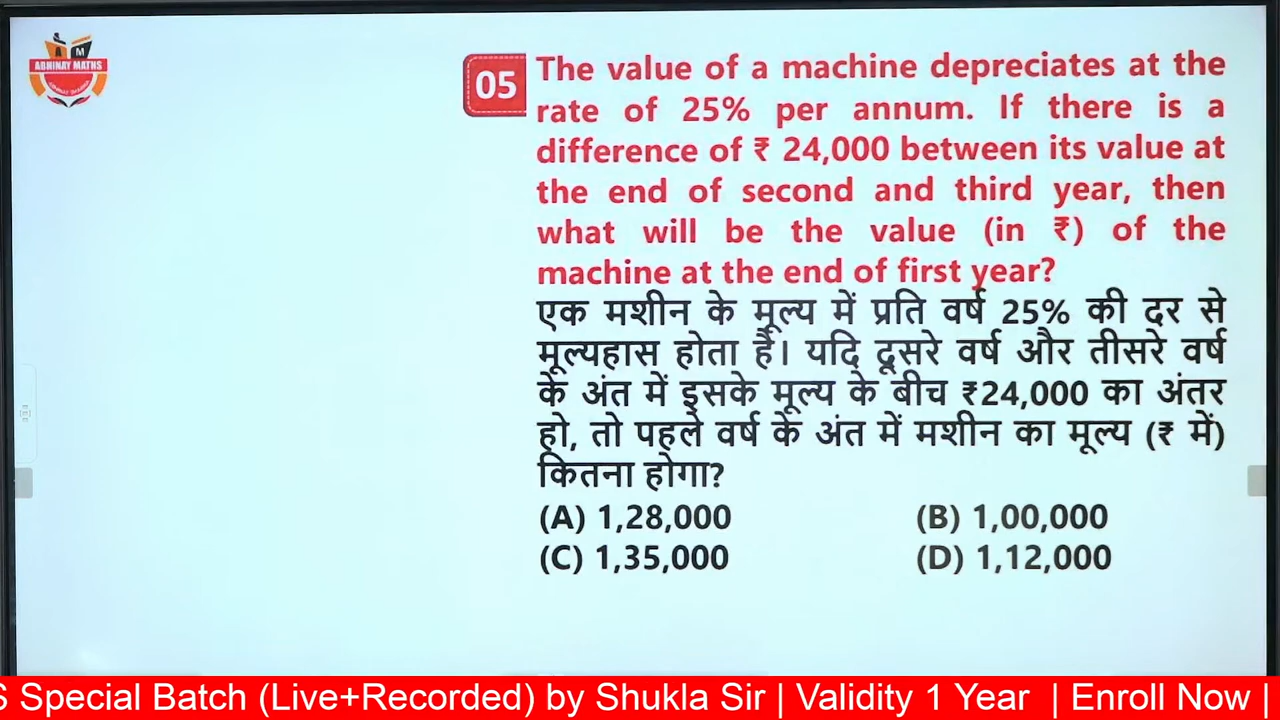 ABHINAY MATHS
05
The value of a machine depreciates at the
rate of 25% per annum. If there is a
difference of ₹ 24,000 between its value at
the end of second and third year, then
what will be the value (in ₹) of the
machine at the end of first year?
एक मशीन के मूल्य में प्रति वर्ष 25% की दर से
मूल्यहास होता है। यदि दूसरे वर्ष और तीसरे वर्ष
के अंत में इसके मूल्य के बीच ₹24,000 का अंतर
हो, तो पहले वर्ष के अंत में मशीन का मूल्य (₹ में)
कितना होगा?
(A) 1,28,000 (B) 1,00,000
(C) 1,35,000 (D) 1,12,000
S Special Batch (Live+Recorded) by Shukla Sir | Validity 1 Year | Enroll Now |